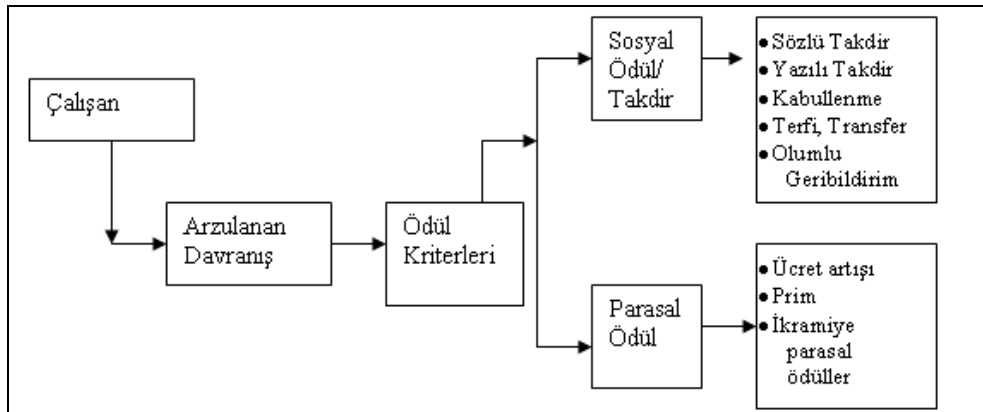 Çalışan
Arzulanan
Davranış
Ödül
Kriterleri
Sosyal
Ödül/
Takdir
● Sözlü Takdir
● Yazılı Takdir
● Kabullenme
● Terfi, Transfer
● Olumlu
Geribildirim
Parasal
Ödül
● Ücret artışı
● Prim
● İkramiye
parasal
ödüller